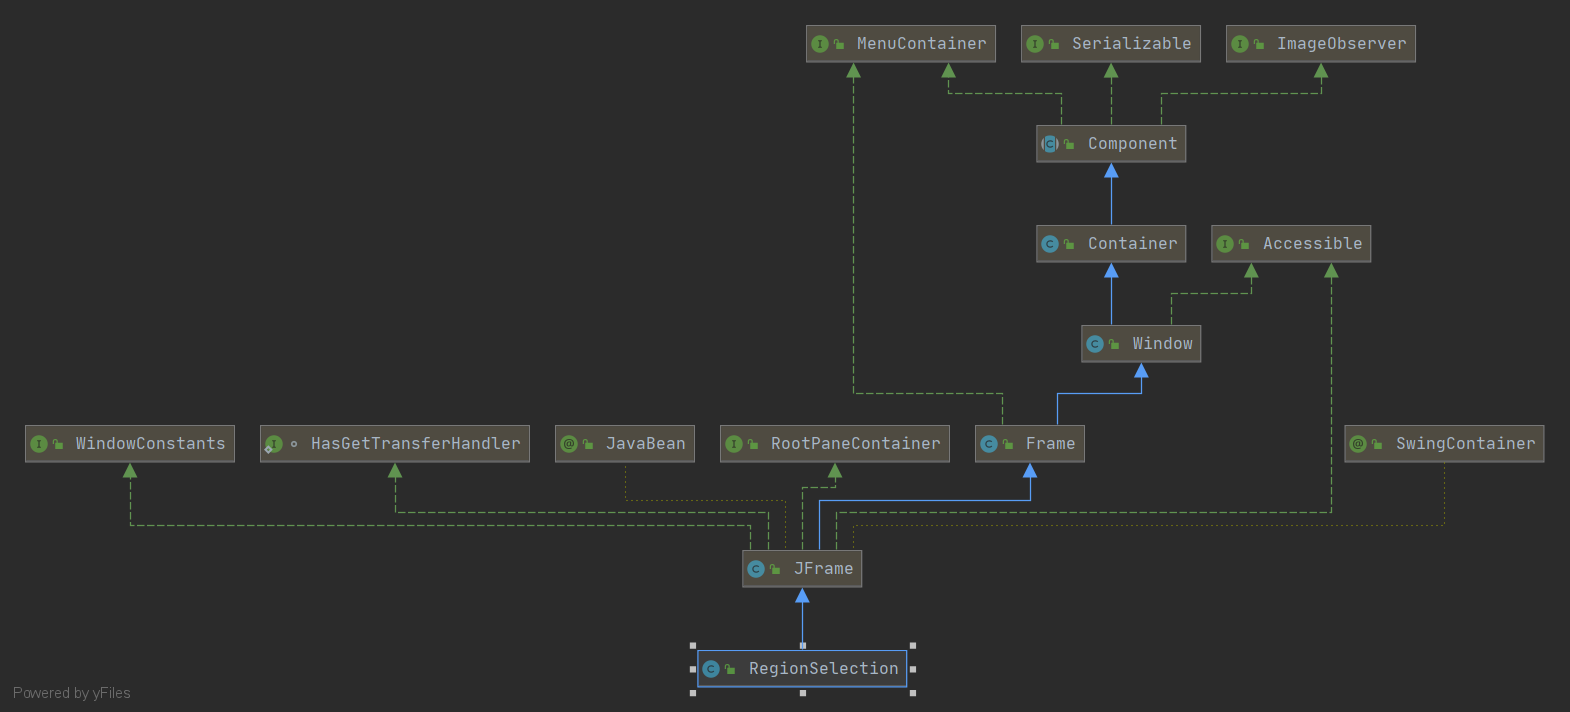 MenuContainer
Serializable
ImageObserver
Component
Container
Accessible
Window
WindowConstants
HasGetTransferHandler
JavaBean
RootPaneContainer
Frame
SwingContainer
JFrame
RegionSelection
Powered by yFiles